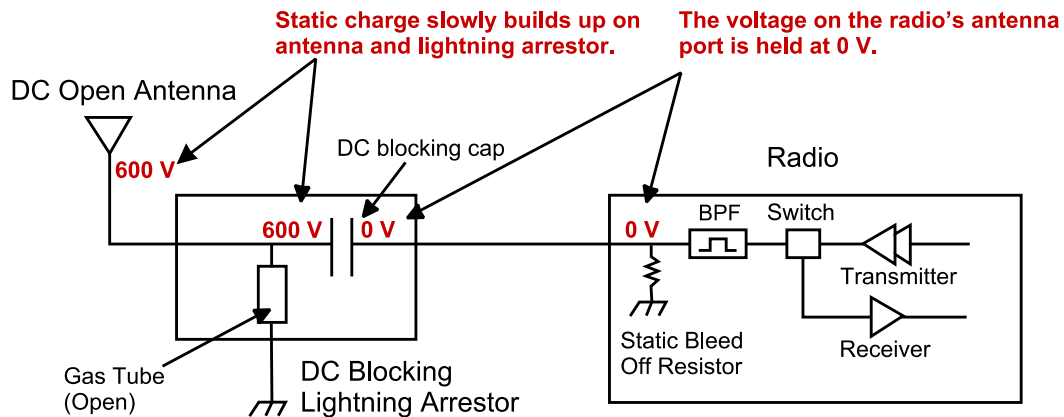 Static charge slowly builds up on
antenna and lightning arrestor.
The voltage on the radio's antenna
port is held at 0 V.
DC Open Antenna
600 V
DC blocking cap
Radio
600 V
0 V
0 V
BPF
Switch
Transmitter
Receiver
Static Bleed
Off Resistor
Gas Tube
(Open)
DC Blocking
Lightning Arrestor